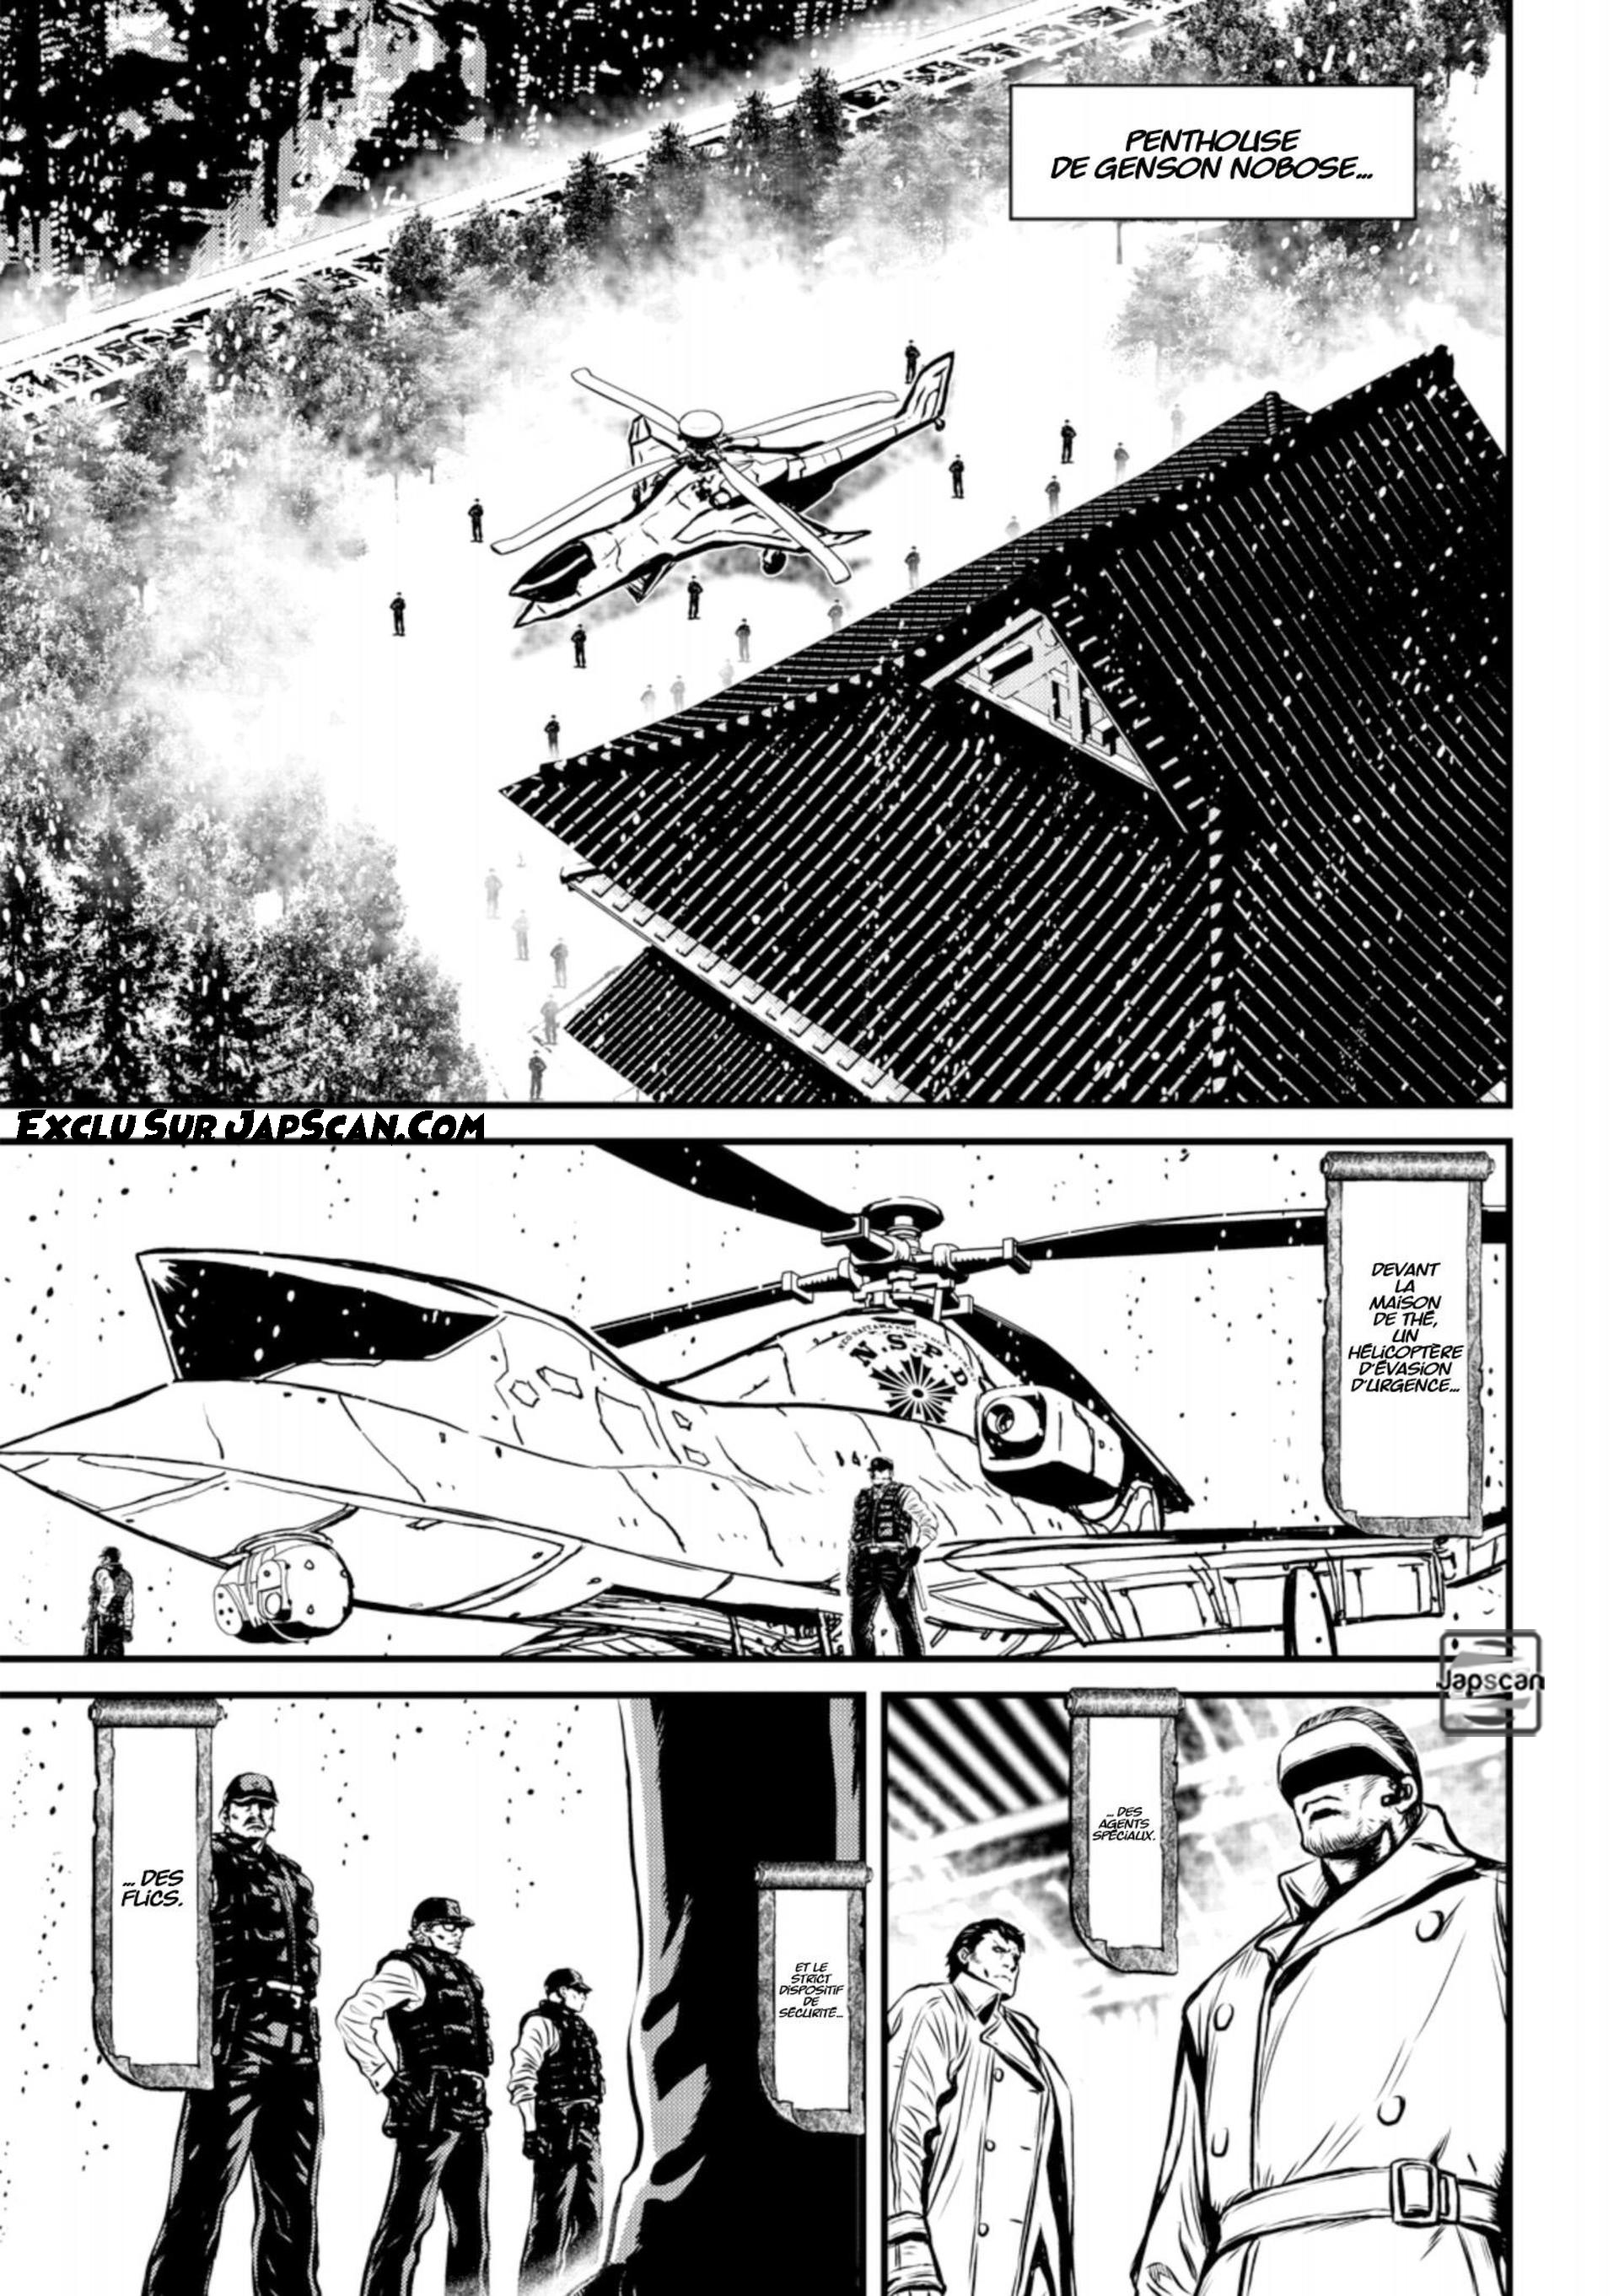 PENTHOUSE
DE GENSON NOBOSE...
EXCLU SUR JAPSCAN.COM
DEVANT
LA
MAISON
DE THÉ,
UN
HÉLICOPTÈRE
D'ÉVASION
D'URGENCE...
N.S.P.D
Japscan
... DES
AGENTS
SPÉCIAUX.
ET LE
STRICT
DISPOSITIF
DE
SÉCURITÉ...
... DES
FLICS.